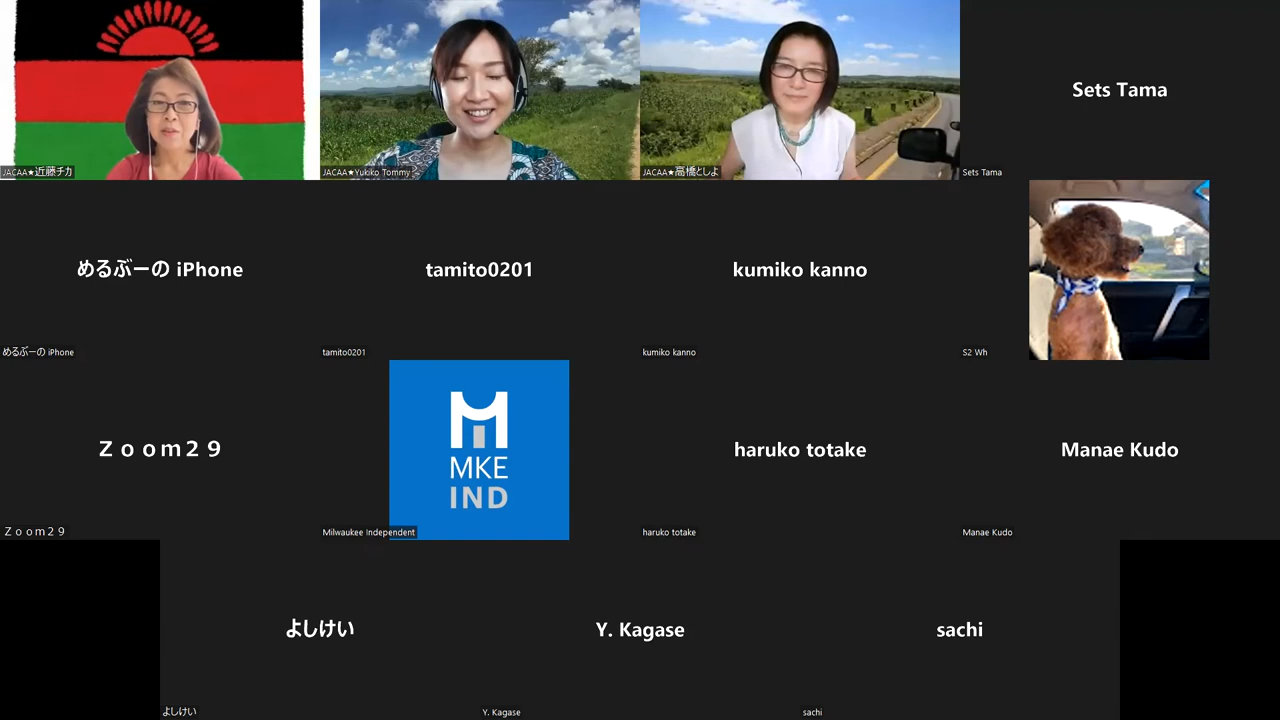 JACAA★近藤チカ
JACAA★Yukiko Tommy
JACAA★高橋としよ
Sets Tama
Sets Tama
めるぶーの iPhone
tamito0201
kumiko kanno
めるぶーの iPhone
tamito0201
kumiko kanno
S2 Wh
Ｚｏｏｍ２９
MKE
IND
haruko totake
Manae Kudo
Ｚｏｏｍ２９
Milwaukee Independent
haruko totake
Manae Kudo
よしけい
Y. Kagase
sachi
よしけい
Y. Kagase
sachi